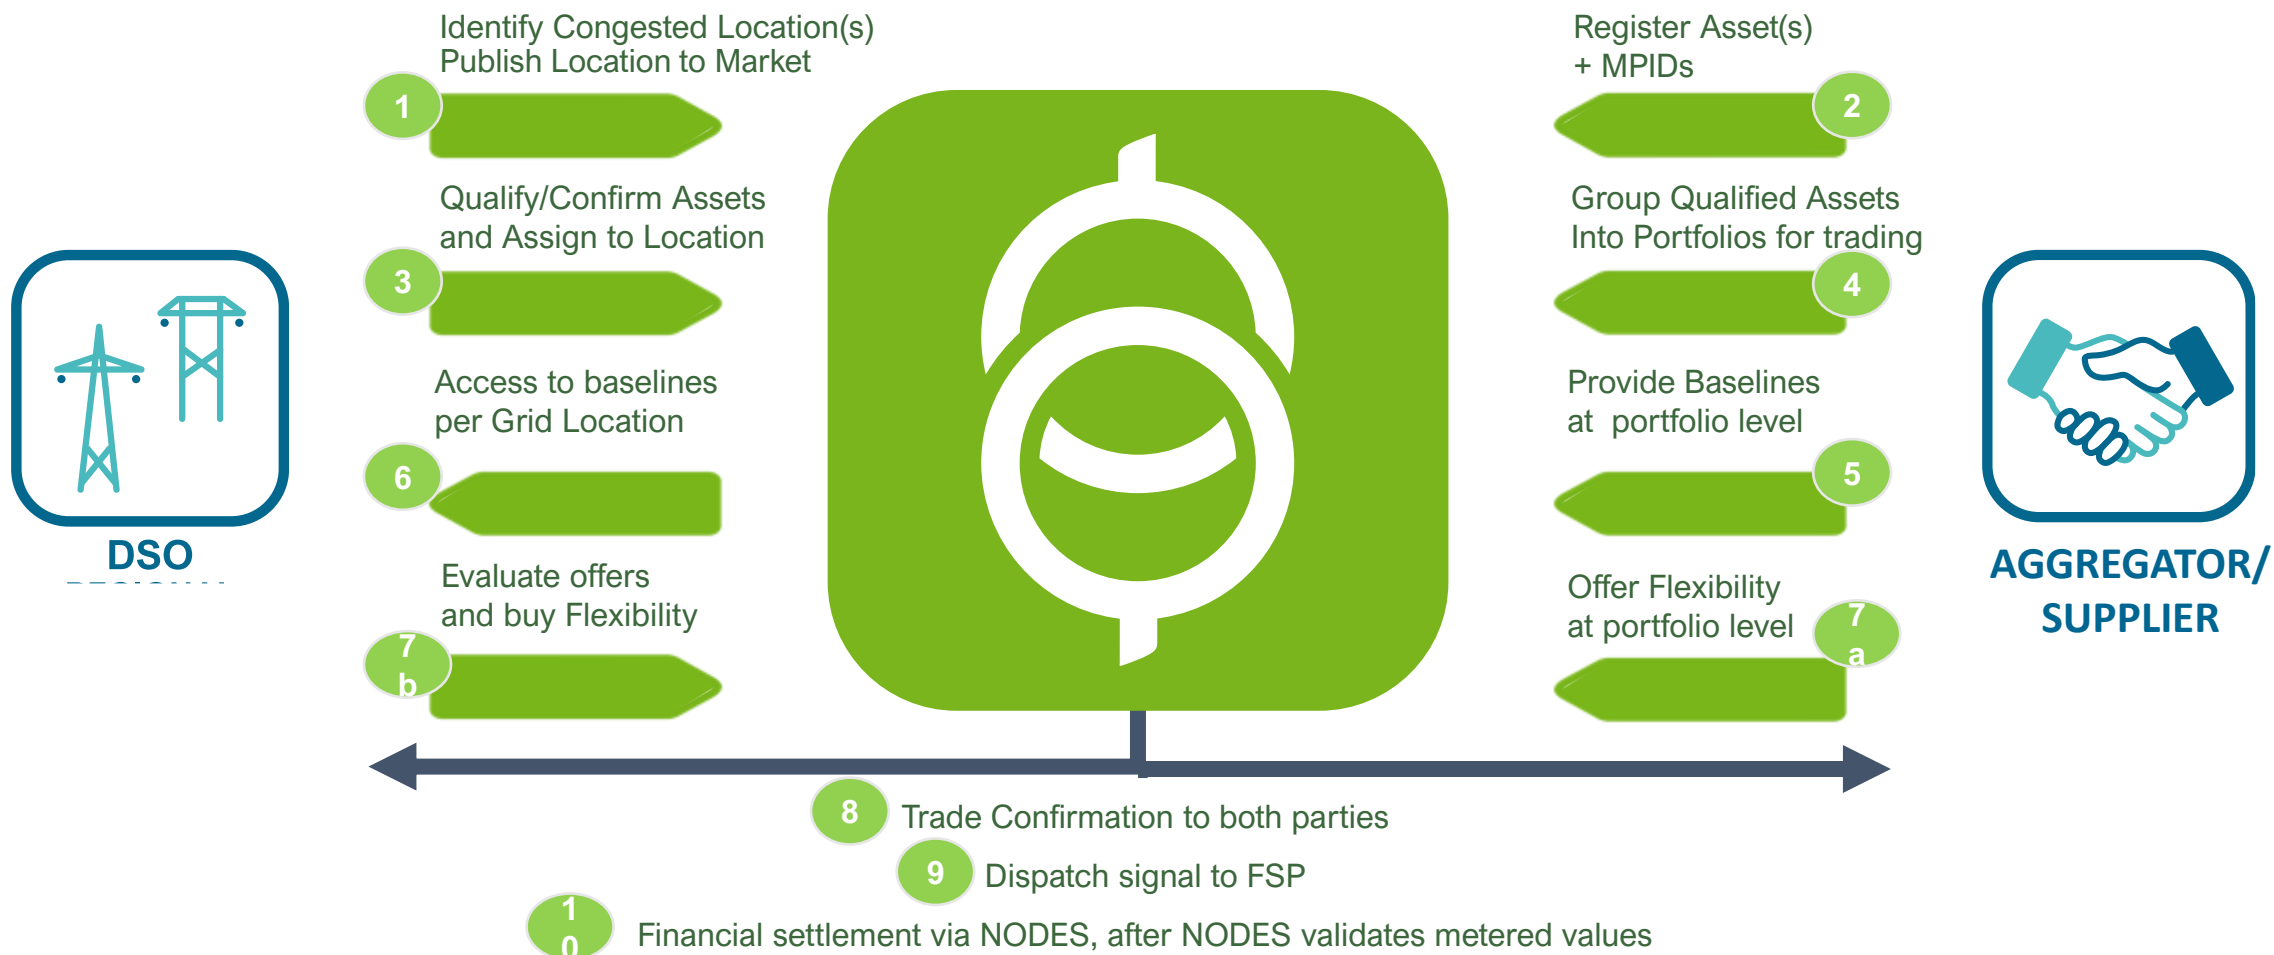 Identify Congested Location(s)
Publish Location to Market
1
Register Asset(s)
+ MPIDs
2
Qualify/Confirm Assets
and Assign to Location
3
Group Qualified Assets
Into Portfolios for trading
4
Access to baselines
per Grid Location
6
Provide Baselines
at portfolio level
5
DSO
Evaluate offers
and buy Flexibility
7
b
Offer Flexibility
at portfolio level
7
a
AGGREGATOR/
SUPPLIER
8
Trade Confirmation to both parties
9
Dispatch signal to FSP
1
0
Financial settlement via NODES, after NODES validates metered values